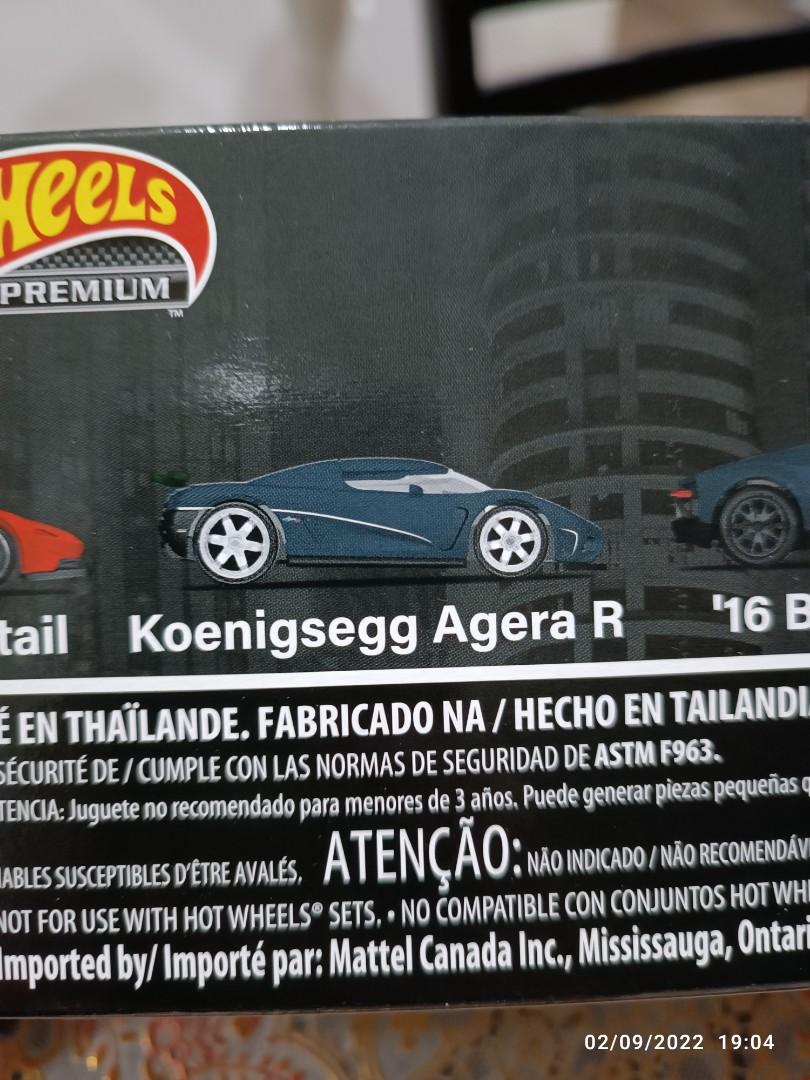 Heels
PREMIUM
TM
tail
Koenigsegg Agera R
'16 B
É EN THAÏLANDE. FABRICADO NA / HECHO EN TAILANDI
SÉCURITÉ DE / CUMPLE CON LAS NORMAS DE SEGURIDAD DE ASTM F963.
TENCIA: Juguete no recomendado para menores de 3 años. Puede generar piezas pequeñas q
ABLES SUSCEPTIBLES D'ÊTRE AVALÉS. ATENÇÃO: NÃO INDICADO / NÃO RECOMENDÁV
NOT FOR USE WITH HOT WHEELS® SETS. • NO COMPATIBLE CON CONJUNTOS HOT WH
Imported by/ Importé par: Mattel Canada Inc., Mississauga, Ontari
02/09/2022 19:04